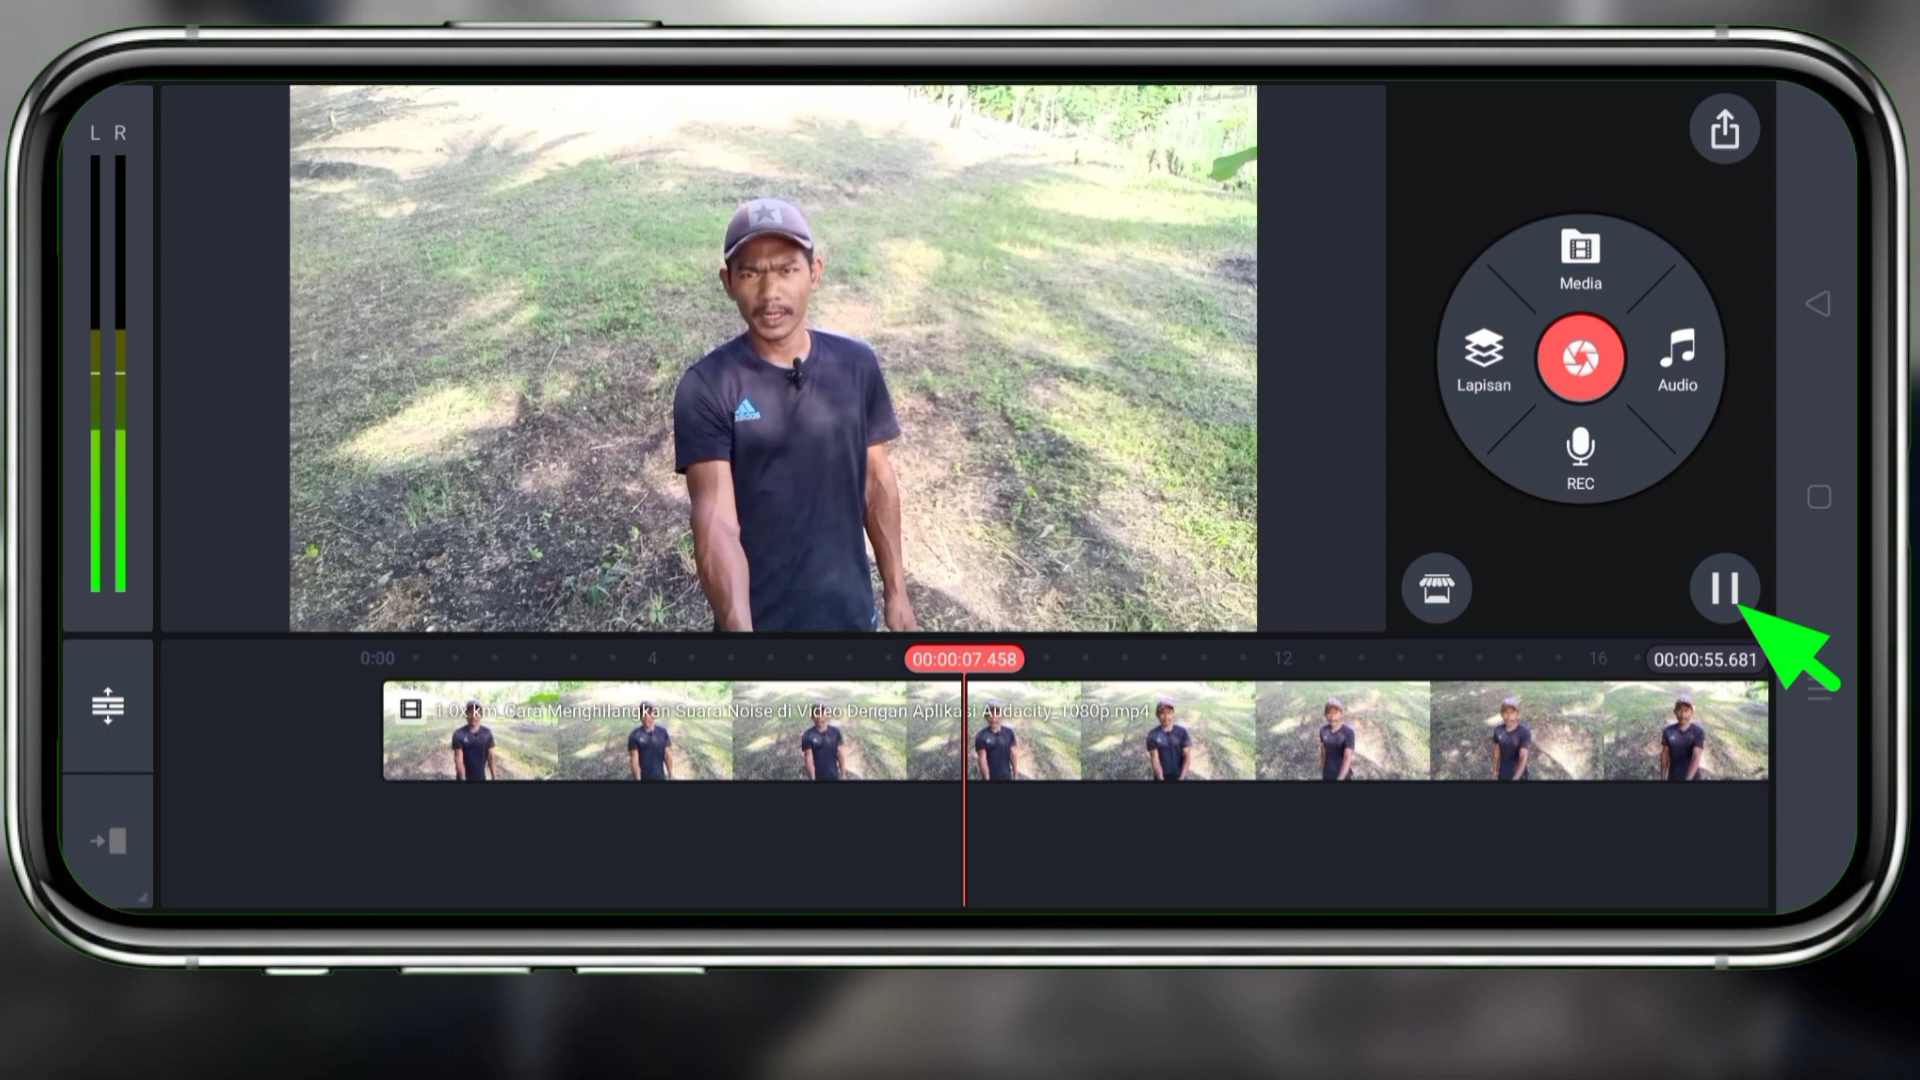 L R
Media
Lapisan
Audio
REC
adidas
0:00
4
00:00:07.458
12
16
00:00:55.681
1.0x km_Cara Menghilangkan Suara Noise di Video Dengan Aplikasi Audacity_1080p.mp4